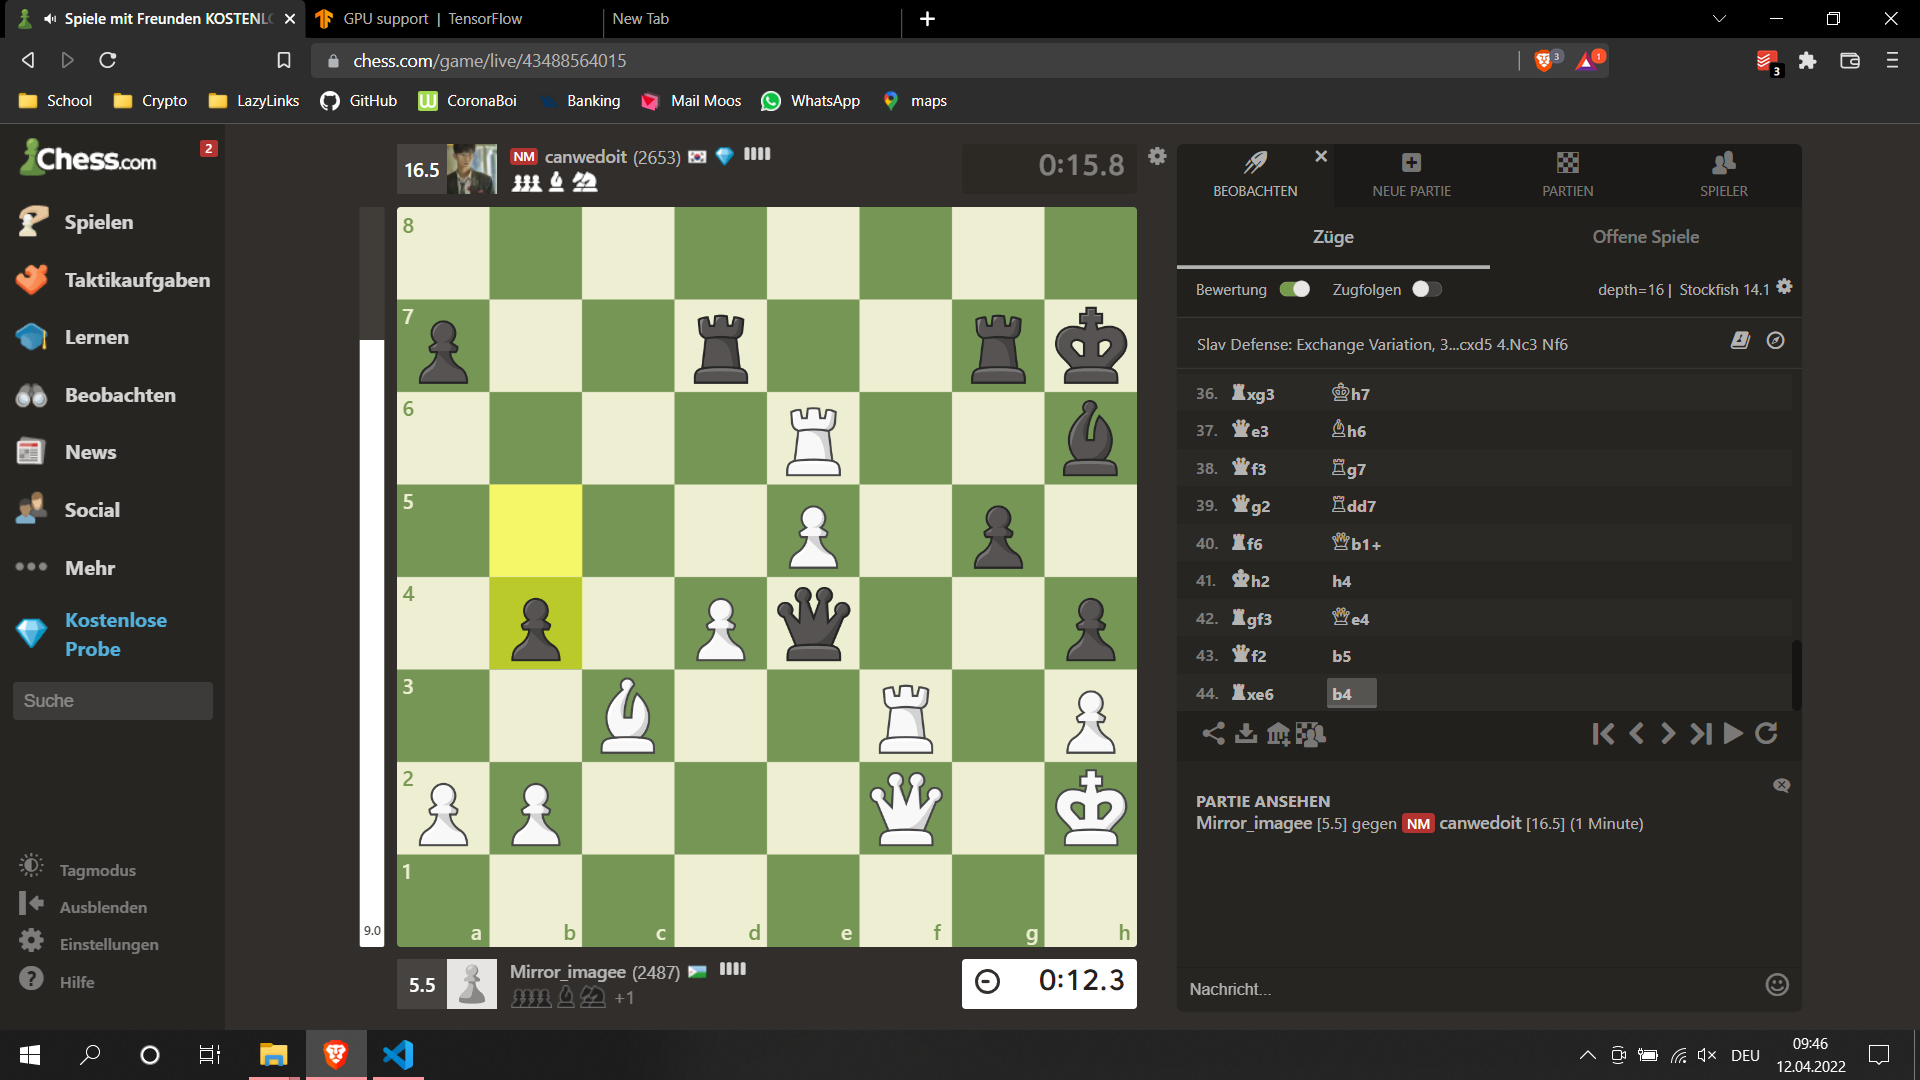 Spiele mit Freunden KOSTENLO
GPU support | TensorFlow
New Tab
chess.com/game/live/43488564015
3
1
3
School
Crypto
LazyLinks
GitHub
CoronaBoi
Banking
Mail Moos
WhatsApp
maps
Chess.com
2
Spielen
Taktikaufgaben
Lernen
Beobachten
News
Social
Mehr
Kostenlose
Probe
Suche
Tagmodus
Ausblenden
Einstellungen
Hilfe
16.5
NM canwedoit (2653)
0:15.8
8
7
6
5
4
3
2
1
a b c d e f g h
9.0
5.5
Mirror_imagee (2487)
+1
0:12.3
BEOBACHTEN
NEUE PARTIE
PARTIEN
SPIELER
Züge
Offene Spiele
Bewertung
Zugfolgen
depth=16 | Stockfish 14.1
Slav Defense: Exchange Variation, 3...cxd5 4.Nc3 Nf6
36. xg3 h7
37. e3 h6
38. f3 g7
39. g2 dd7
40. f6 b1+
41. h2 h4
42. gf3 e4
43. f2 b5
44. xe6 b4
PARTIE ANSEHEN
Mirror_imagee [5.5] gegen NM canwedoit [16.5] (1 Minute)
Nachricht...
DEU
09:46
12.04.2022